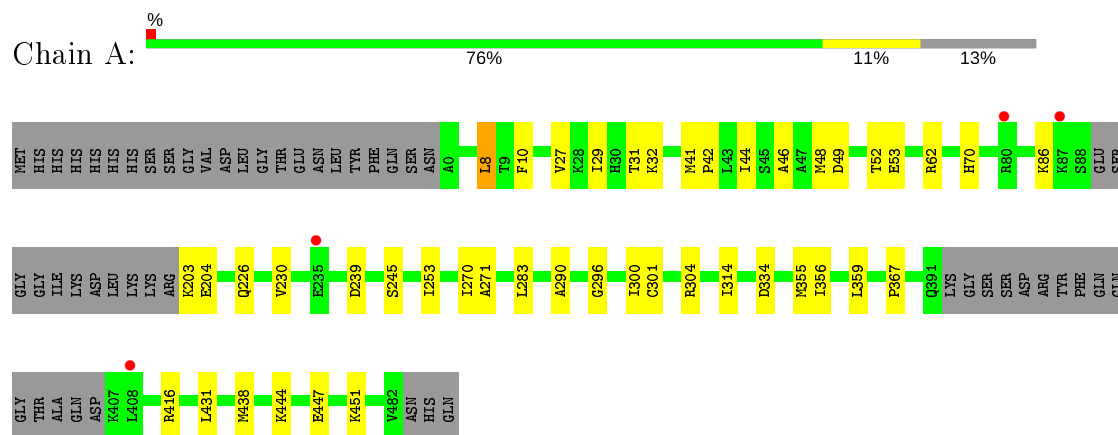 %
Chain A:
76% 11% 13%
MET HIS HIS HIS HIS HIS HIS SER SER GLY VAL ASP LEU GLY THR GLU ASN LEU TYR PHE GLN SER ASN A0 L8 T9 F10 V27 K28 I29 H30 T31 K32 M41 P42 L43 I44 S45 A46 A47 M48 D49 T52 E53 R62 H70 R80 K86 K87 S88 GLU SER
GLY GLY ILE LYS ASP LEU LYS LYS ARG K203 E204 Q226 V230 E235 D239 S245 I253 I270 A271 L283 A290 G296 I300 C301 R304 I314 D334 M355 I356 L359 P367 Q391 LYS GLY SER SER ASP ARG TYR PHE GLN GLN
GLY THR ALA GLN ASP K407 L408 R416 L431 M438 K444 E447 K451 V482 ASN HIS GLN